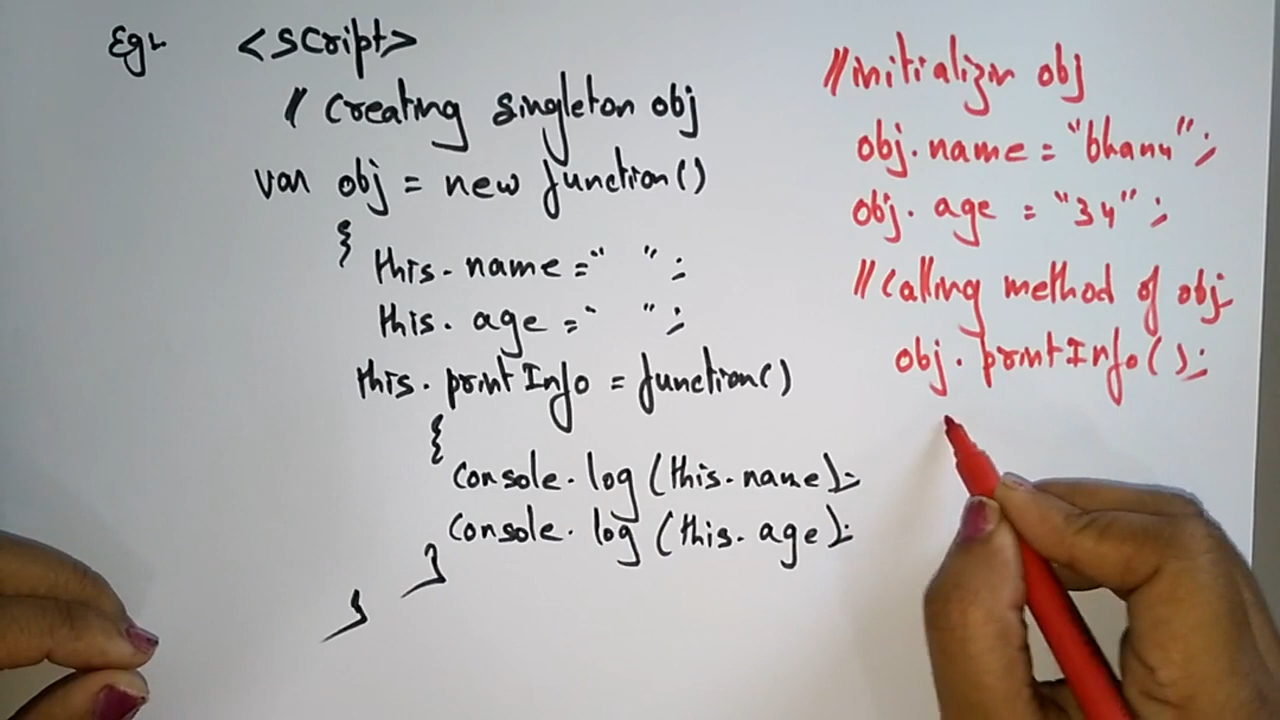 Eg:
<script>
// Creating singleton obj
var obj = new function()
{
this.name = " ";
this.age = " ";
this.printInfo = function()
{
console.log(this.name);
console.log(this.age);
}
}
//initializin obj
obj.name = "bhanu";
obj.age = "34";
//Calling method of obj
obj.printInfo();